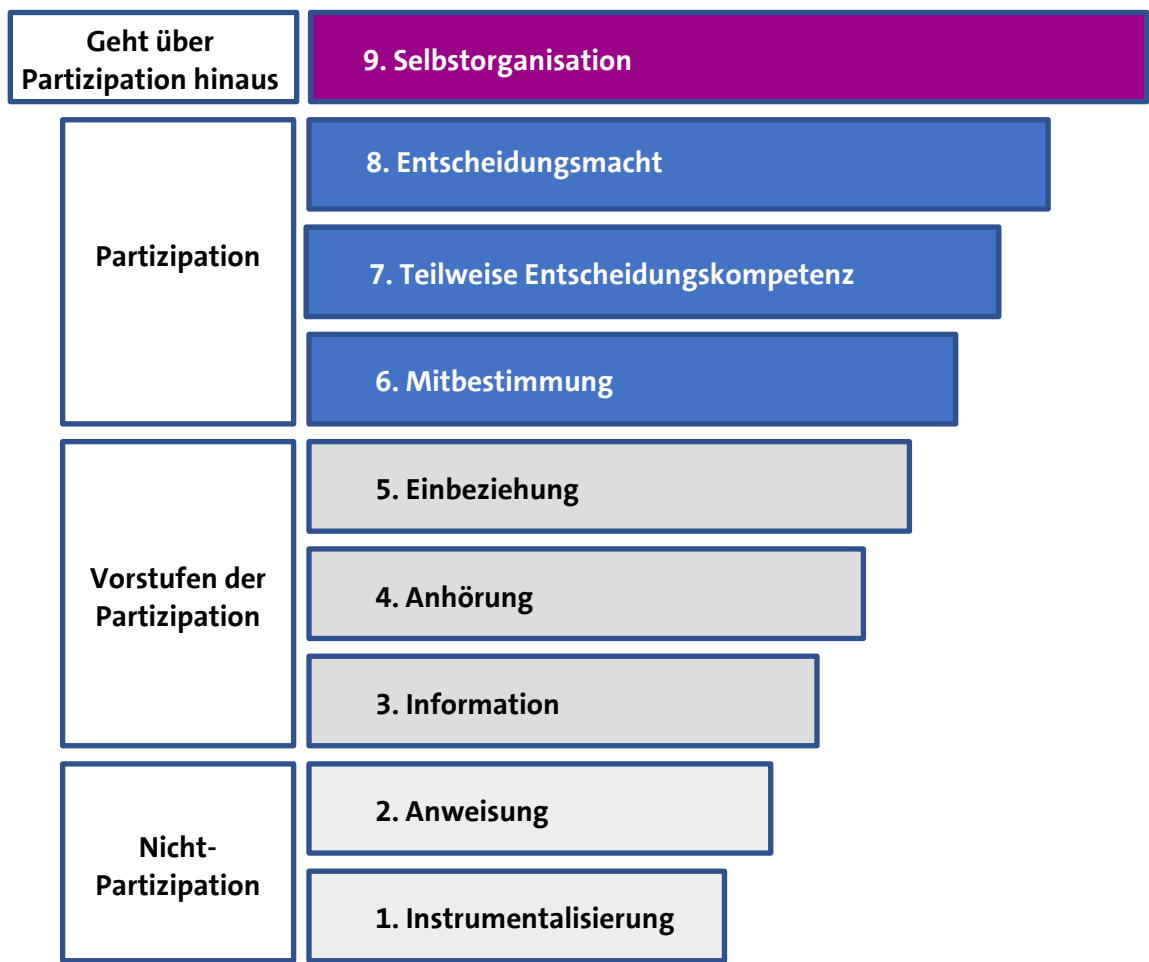 Geht über
Partizipation hinaus
9. Selbstorganisation
Partizipation
8. Entscheidungsmacht
7. Teilweise Entscheidungskompetenz
6. Mitbestimmung
Vorstufen der
Partizipation
5. Einbeziehung
4. Anhörung
3. Information
Nicht-
Partizipation
2. Anweisung
1. Instrumentalisierung